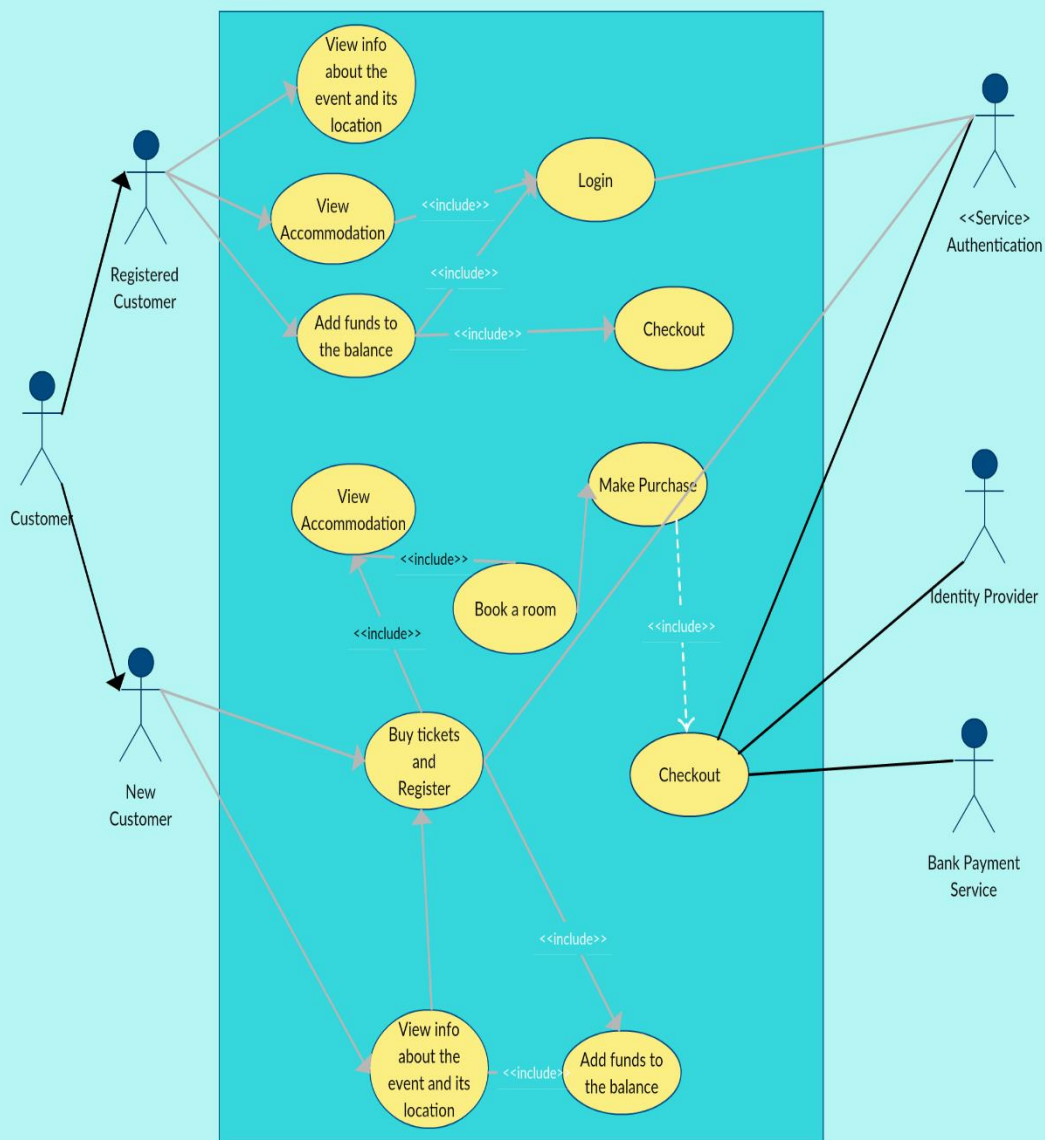 View info
about the
event and its
location
Login
<<include>>
View
Accommodation
<<Service>
Authentication
Registered
Customer
<<include>>
Add funds to
the balance
<<include>>
Checkout
Make Purchase
View
Accommodation
Customer
<<include>>
Book a room
Identity Provider
<<include>>
<<include>>
Buy tickets
and
Register
Checkout
New
Customer
Bank Payment
Service
<<include>>
View info
about the
event and its
location
<<include>>
Add funds to
the balance